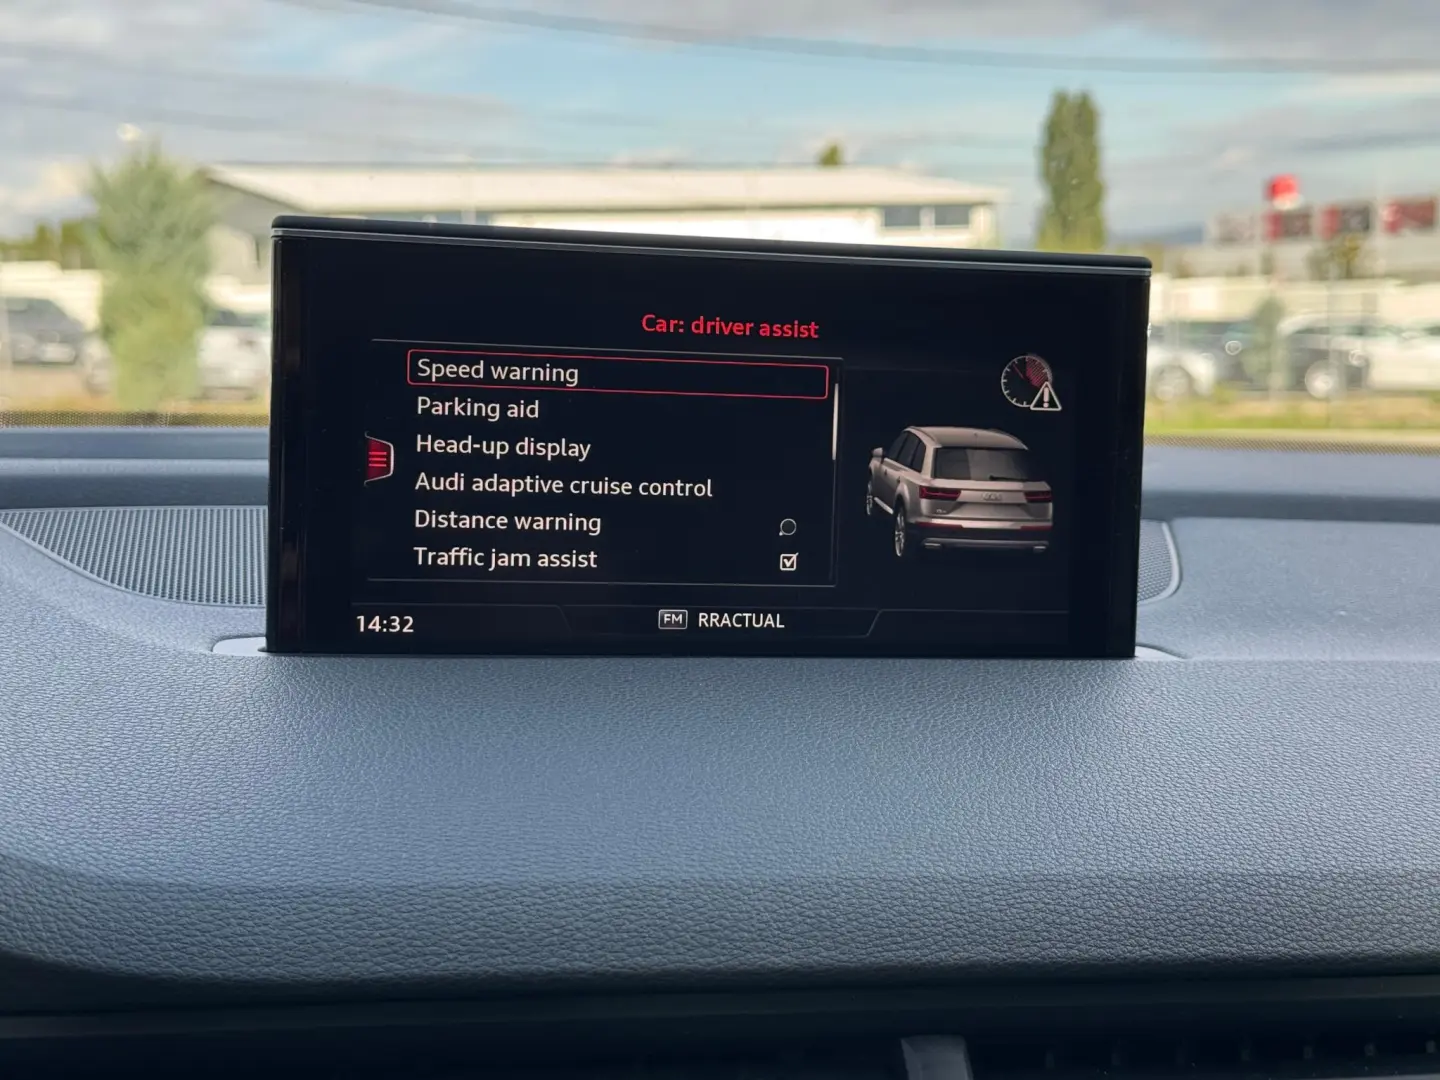 Car: driver assist
Speed warning
Parking aid
Head-up display
Audi adaptive cruise control
Distance warning
Traffic jam assist
14:32
FM RRACTUAL